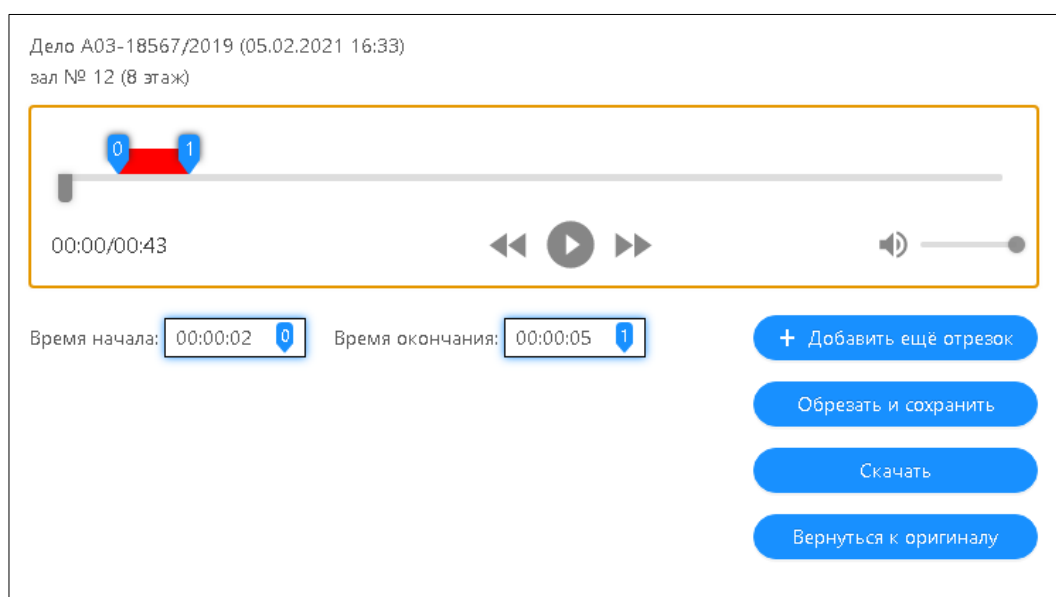 Дело А03-18567/2019 (05.02.2021 16:33)
зал № 12 (8 этаж)
0 1
00:00/00:43
Время начала: 00:00:02 0 Время окончания: 00:00:05 1
+ Добавить ещё отрезок
Обрезать и сохранить
Скачать
Вернуться к оригиналу